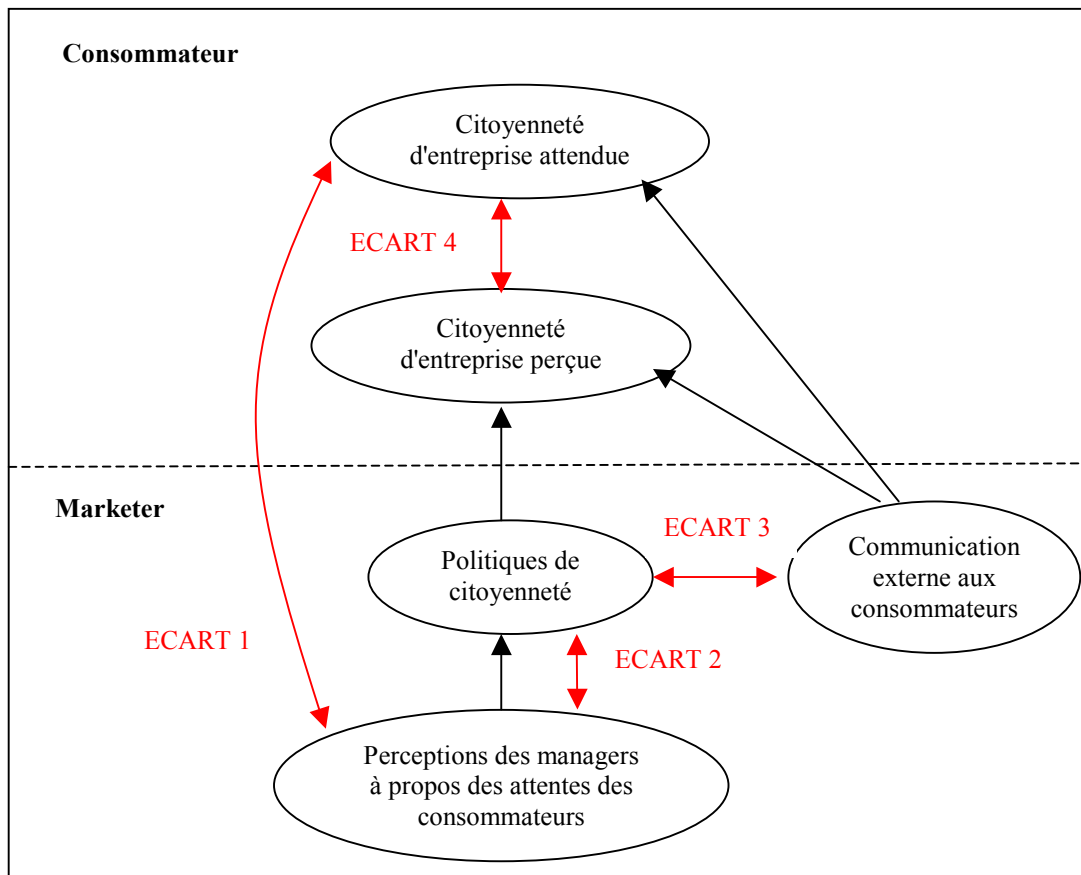 Consommateur
Citoyenneté
d'entreprise attendue
ECART 4
Citoyenneté
d'entreprise perçue
Marketer
ECART 3
Politiques de
citoyenneté
Communication
externe aux
consommateurs
ECART 1
ECART 2
Perceptions des managers
à propos des attentes des
consommateurs